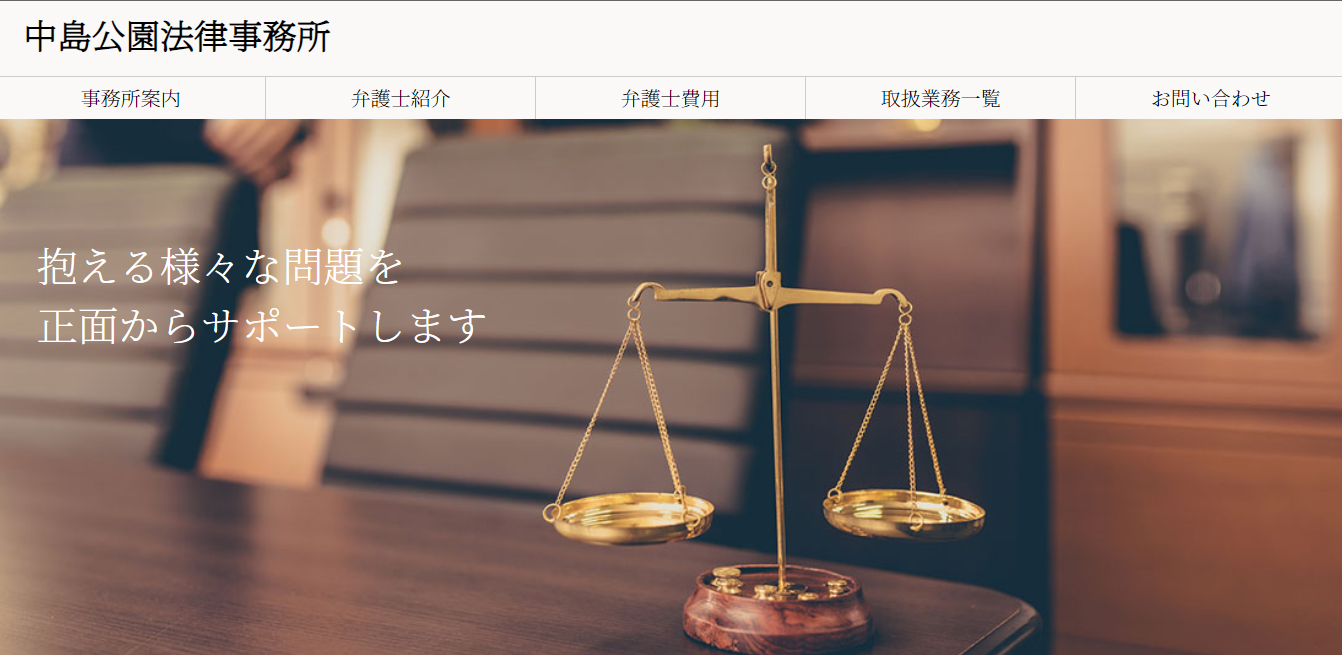 中島公園法律事務所
事務所案内
弁護士紹介
弁護士費用
取扱業務一覧
お問い合わせ
抱える様々な問題を
正面からサポートします